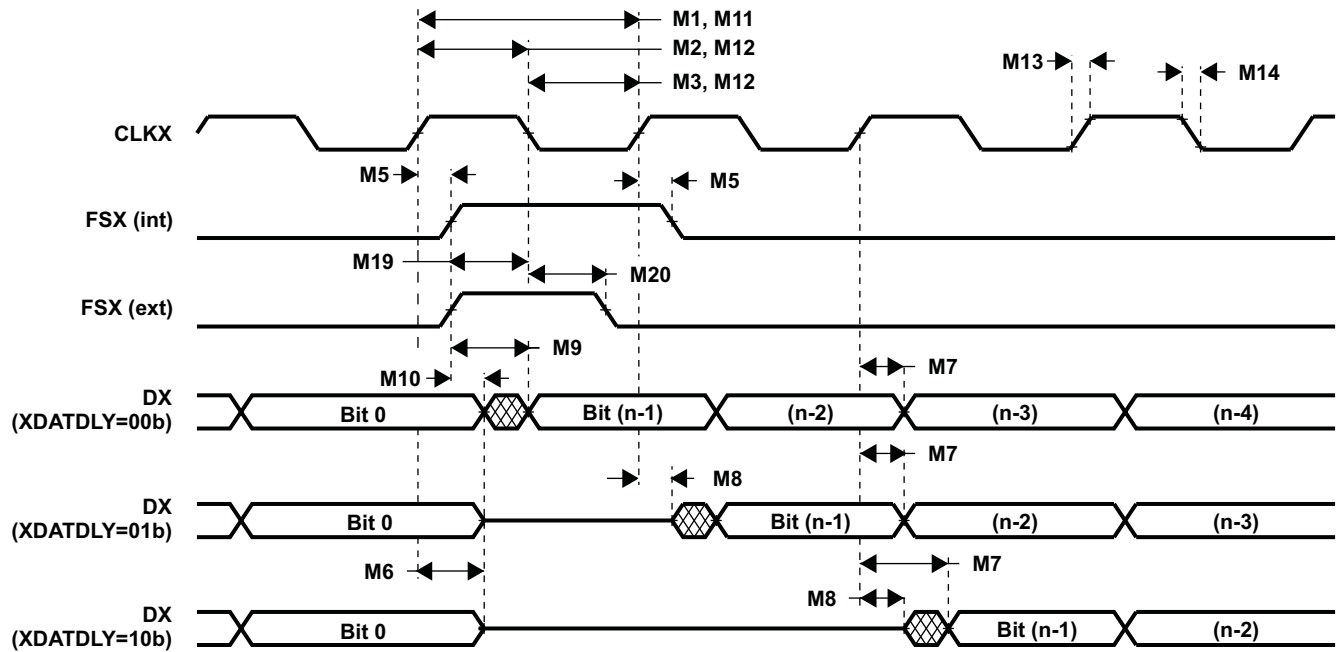 M1, M11
M2, M12
M3, M12
M13
M14
CLKX
M5
M5
FSX (int)
M19
M20
FSX (ext)
M9
M10
M7
DX
(XDATDLY=00b)
Bit 0
Bit (n-1)
(n-2)
(n-3)
(n-4)
M7
M8
DX
(XDATDLY=01b)
Bit 0
Bit (n-1)
(n-2)
(n-3)
M6
M7
M8
DX
(XDATDLY=10b)
Bit 0
Bit (n-1)
(n-2)